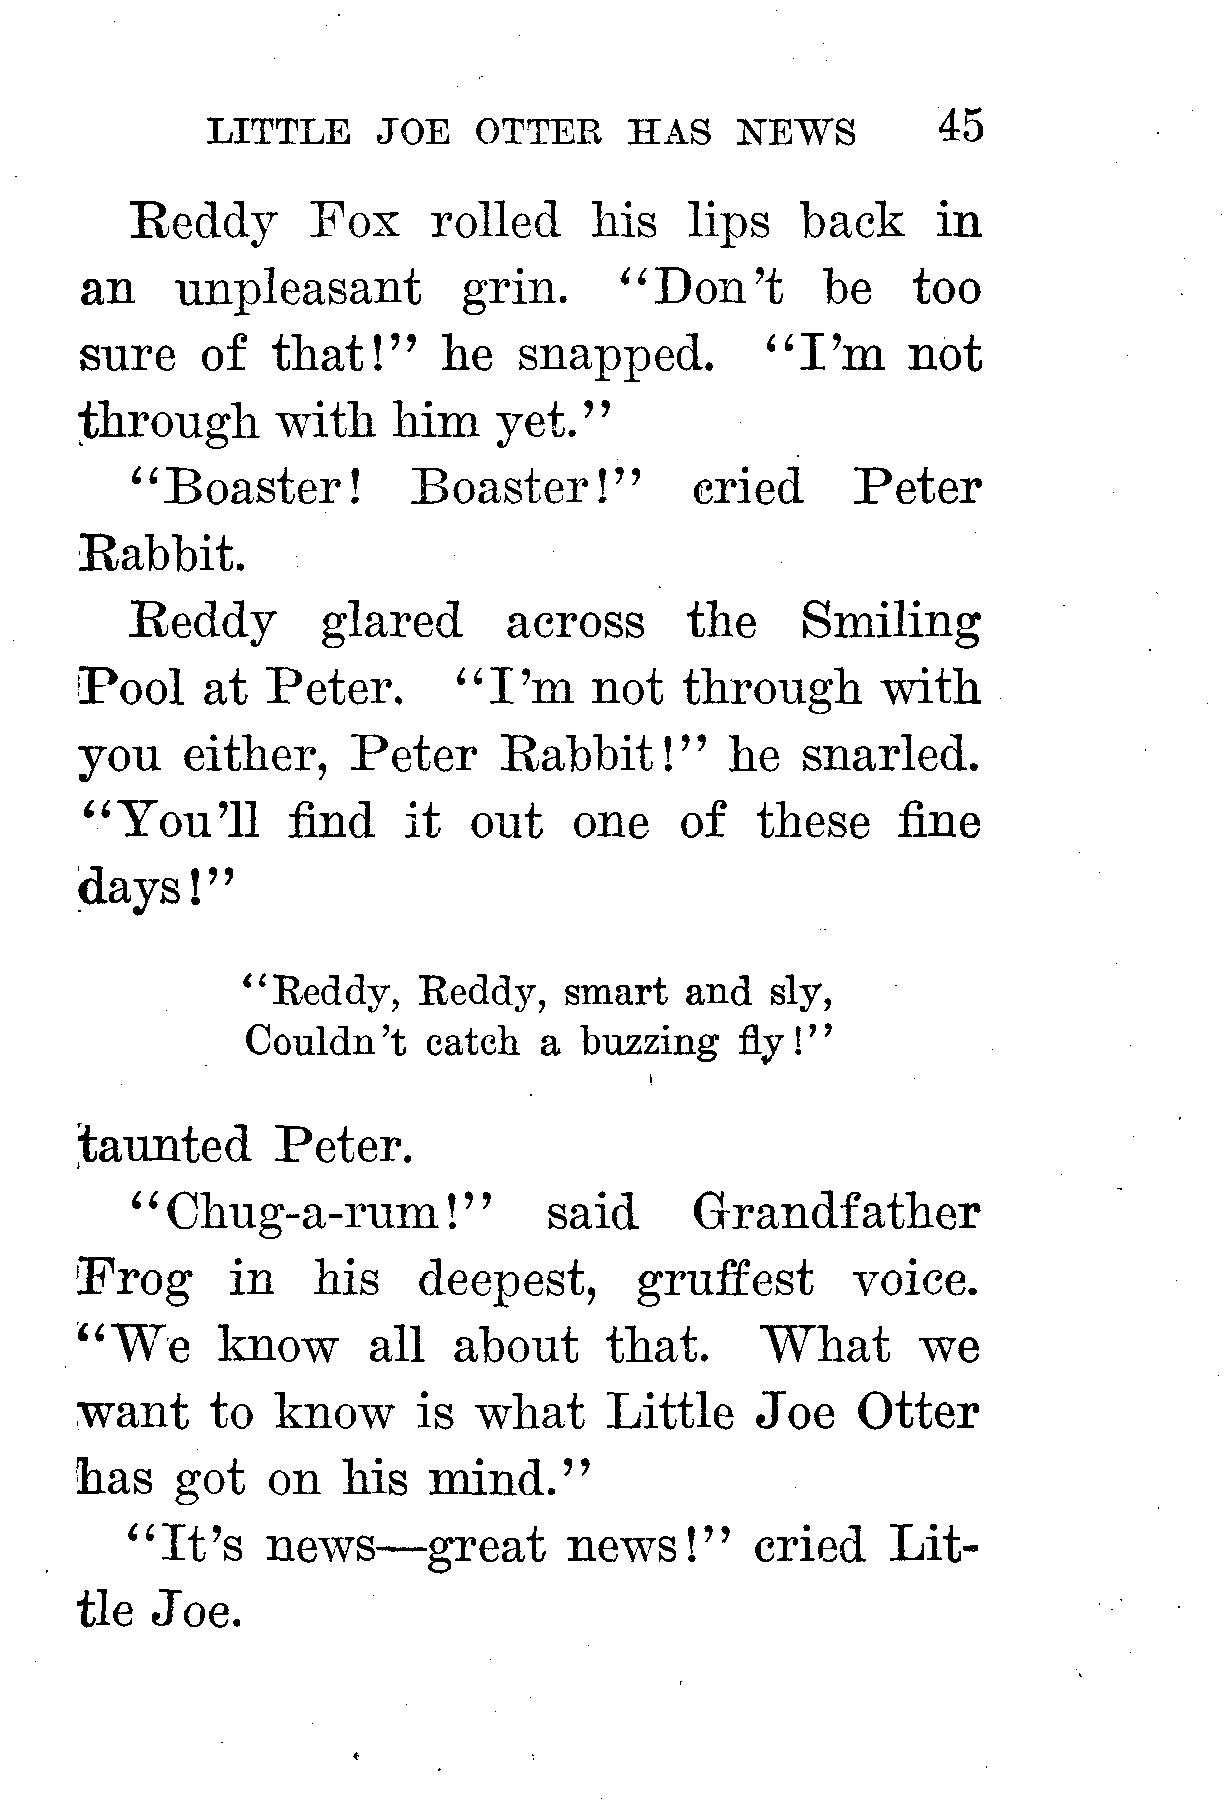 LITTLE JOE OTTER HAS NEWS 45
Reddy Fox rolled his lips back in
an unpleasant grin. “Don’t be too
sure of that!” he snapped. “I’m not
through with him yet.”
“Boaster! Boaster!” cried Peter
Rabbit.
Reddy glared across the Smiling
Pool at Peter. “I’m not through with
you either, Peter Rabbit!” he snarled.
“You’ll find it out one of these fine
days!”
“Reddy, Reddy, smart and sly,
Couldn’t catch a buzzing fly!”
taunted Peter.
“Chug-a-rum!” said Grandfather
Frog in his deepest, gruffest voice.
“We know all about that. What we
want to know is what Little Joe Otter
has got on his mind.”
“It’s news—great news!” cried Lit-
tle Joe.